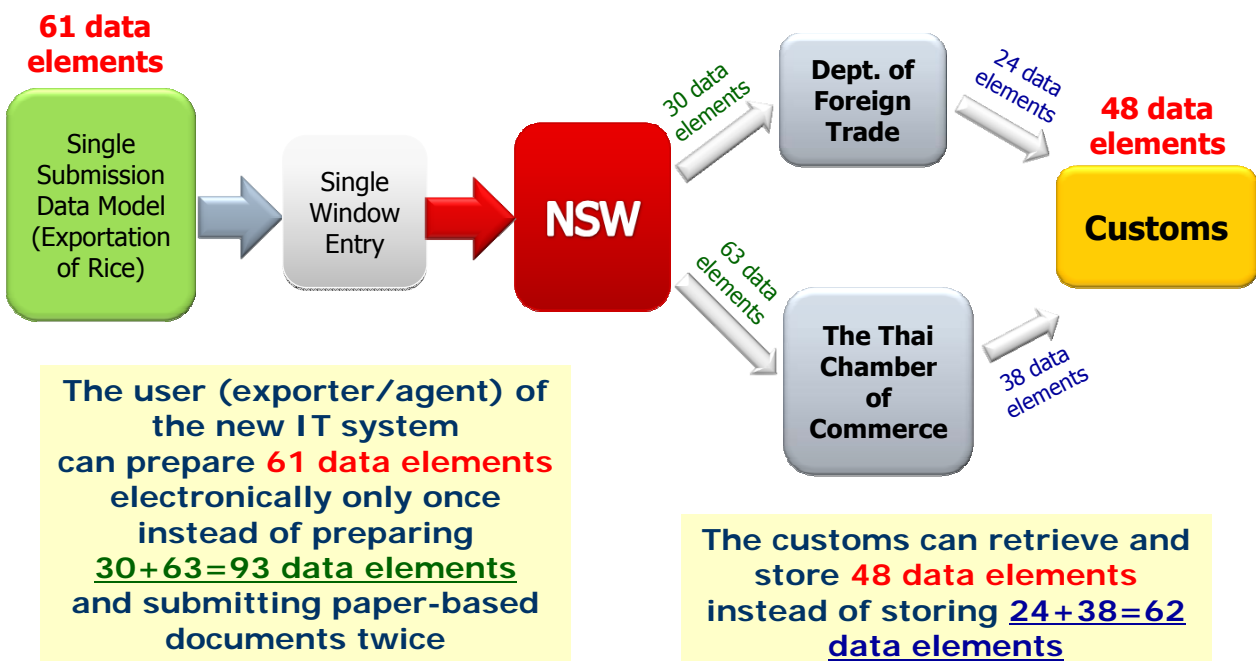 61 data
elements
Single
Submission
Data Model
(Exportation
of Rice)
Single
Window
Entry
NSW
30 data
elements
Dept. of
Foreign
Trade
24 data
elements
63 data
elements
The Thai
Chamber
of
Commerce
38 data
elements
48 data
elements
Customs
The user (exporter/agent) of
the new IT system
can prepare 61 data elements
electronically only once
instead of preparing
30+63=93 data elements
and submitting paper-based
documents twice
The customs can retrieve and
store 48 data elements
instead of storing 24+38=62
data elements